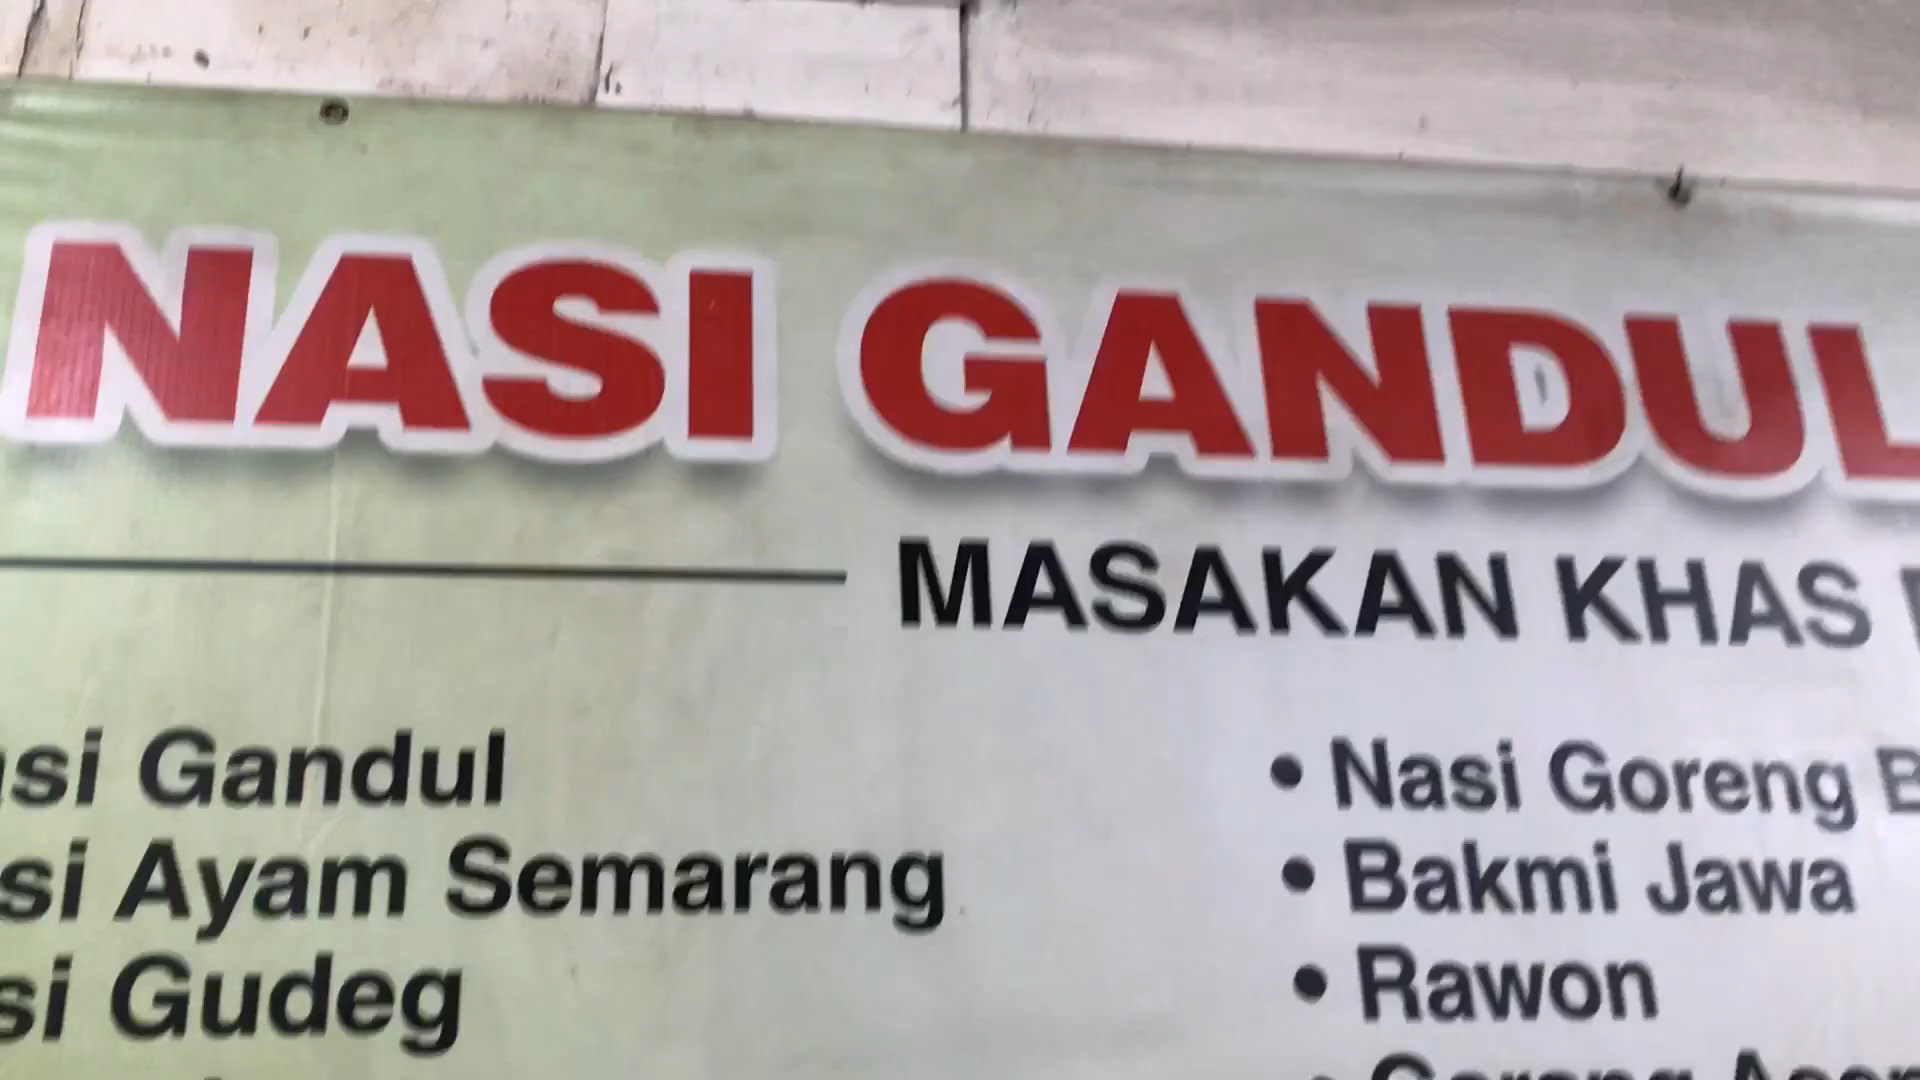 NASI GANDUL
MASAKAN KHAS
si Gandul
si Ayam Semarang
si Gudeg
• Nasi Goreng B
• Bakmi Jawa
• Rawon